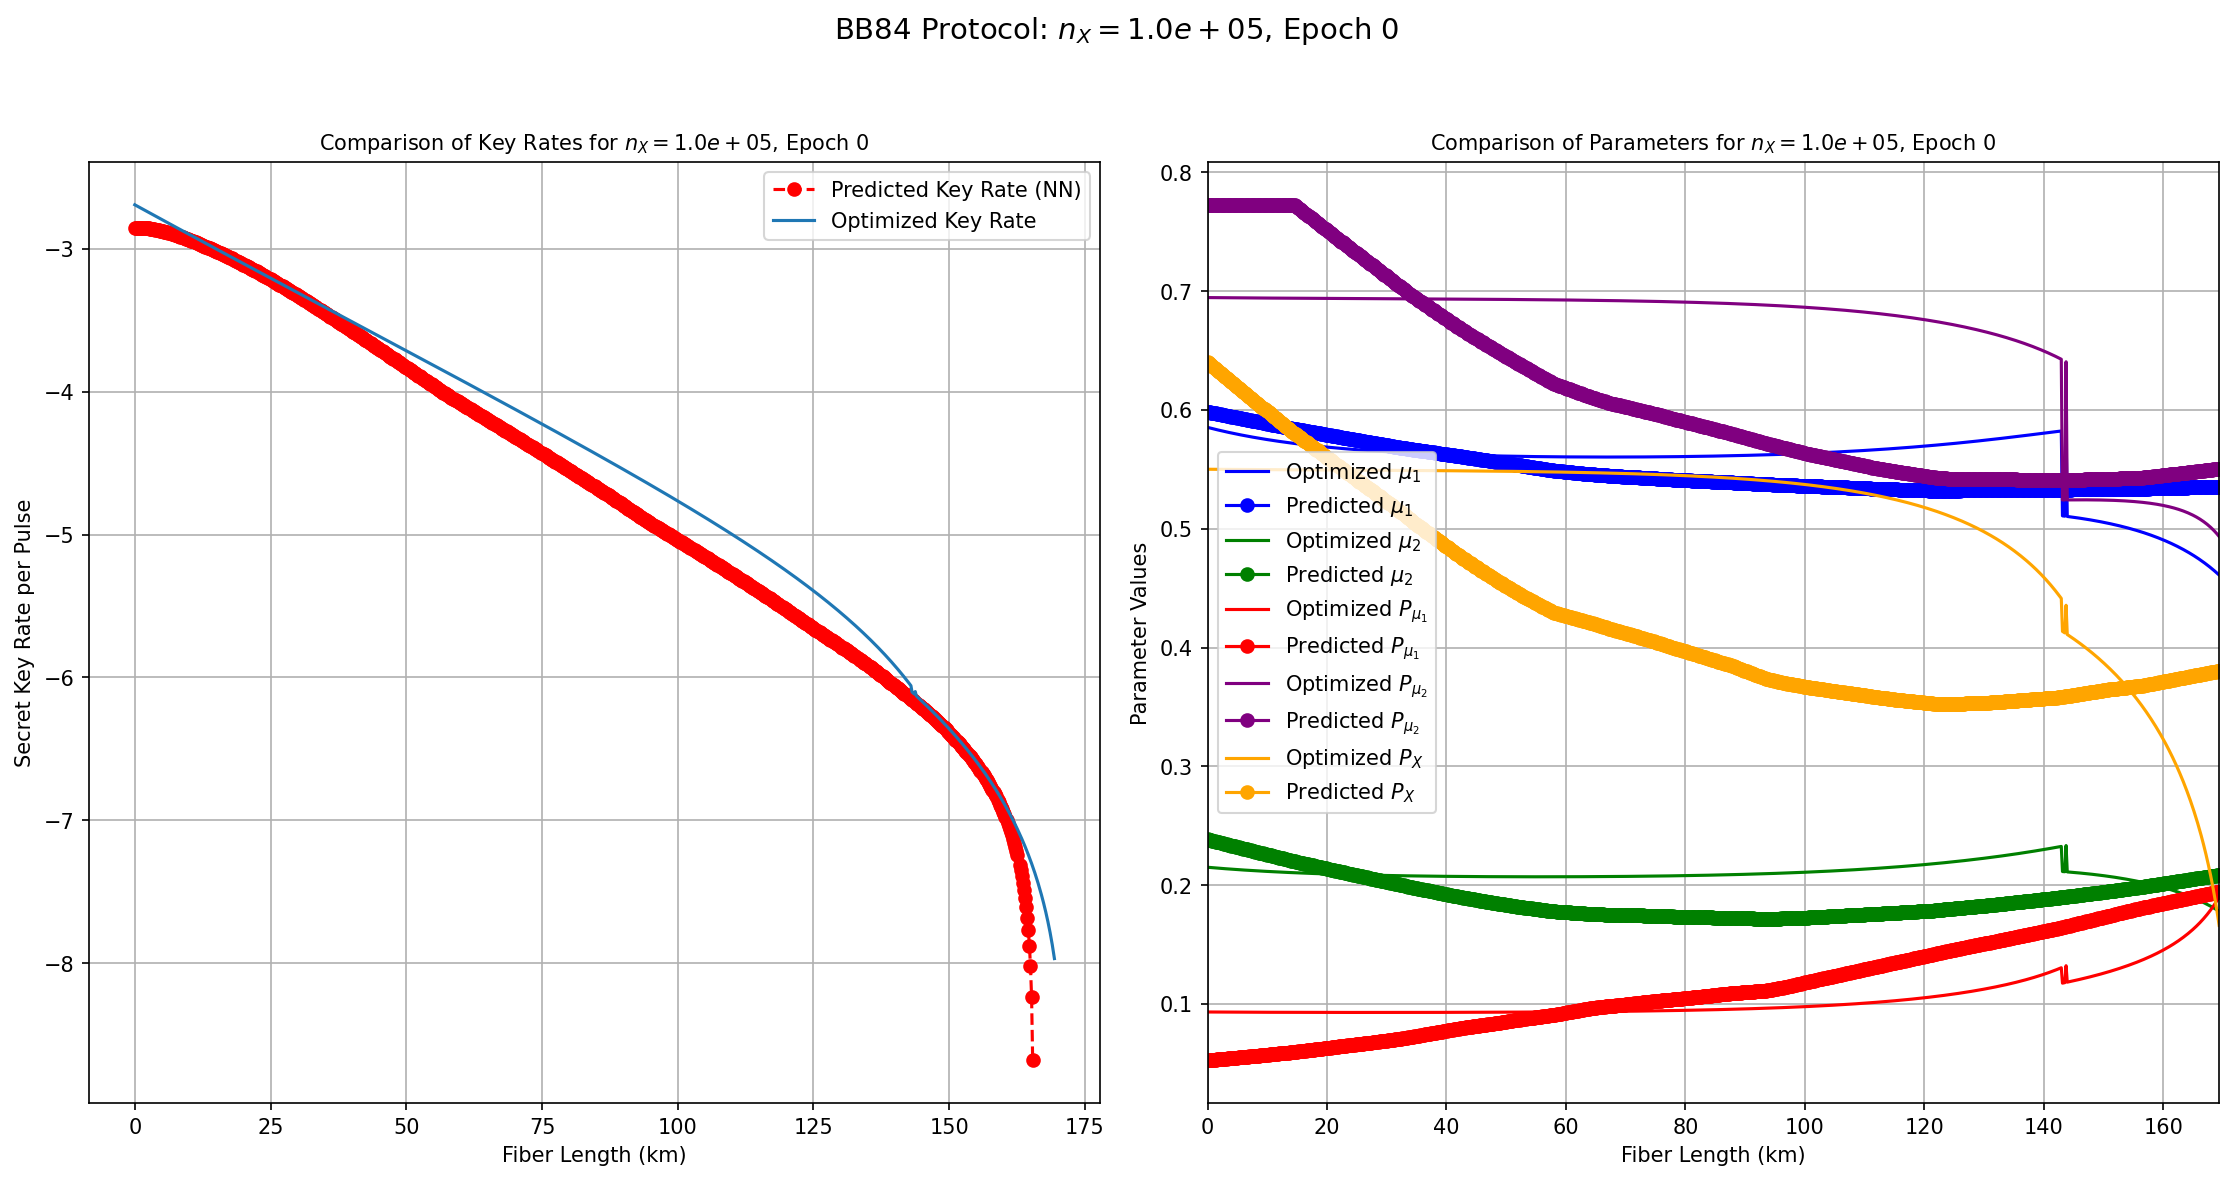 BB84 Protocol: $n_X = 1.0e + 05$, Epoch 0
Comparison of Key Rates for $n_X = 1.0e + 05$, Epoch 0
Predicted Key Rate (NN)
Optimized Key Rate
Secret Key Rate per Pulse
−3
−4
−5
−6
−7
−8
0 25 50 75 100 125 150 175
Fiber Length (km)
Comparison of Parameters for $n_X = 1.0e + 05$, Epoch 0
Parameter Values
0.8
0.7
0.6
0.5
0.4
0.3
0.2
0.1
Optimized $\mu_1$
Predicted $\mu_1$
Optimized $\mu_2$
Predicted $\mu_2$
Optimized $P_{\mu_1}$
Predicted $P_{\mu_1}$
Optimized $P_{\mu_2}$
Predicted $P_{\mu_2}$
Optimized $P_X$
Predicted $P_X$
0 20 40 60 80 100 120 140 160
Fiber Length (km)